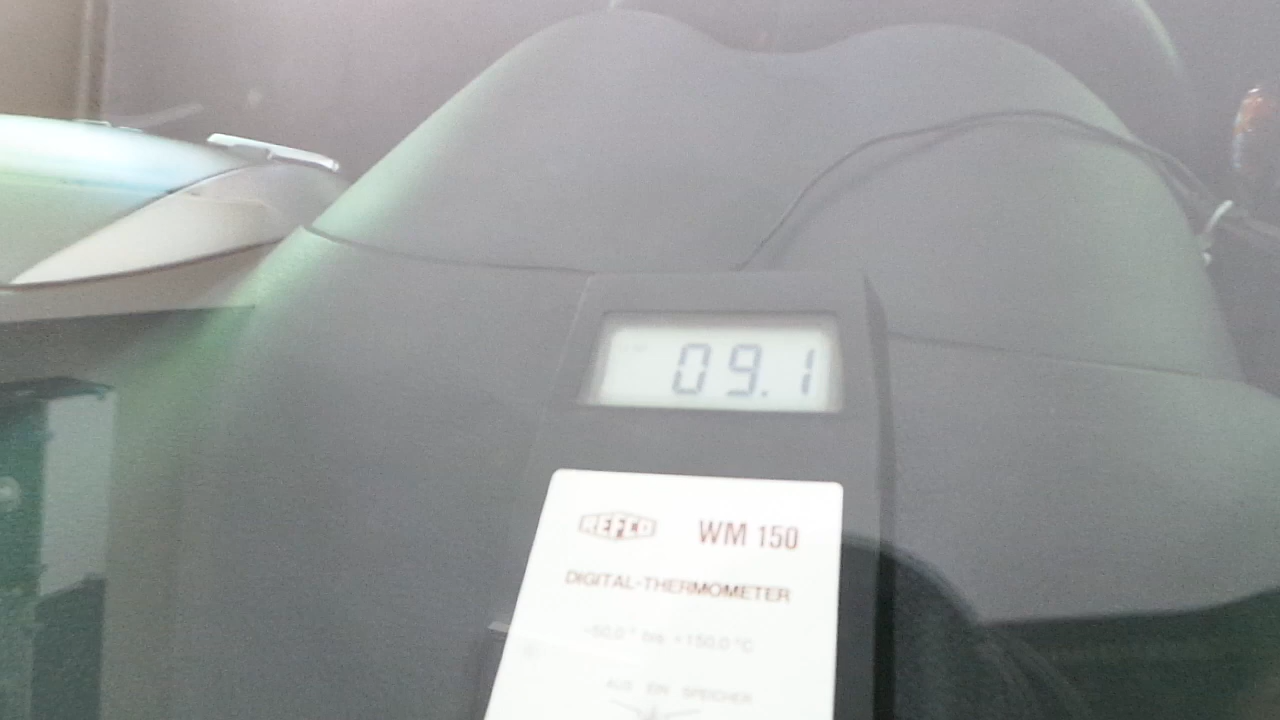 09.1
REFCO WM 150
DIGITAL-THERMOMETER
-50,0° bis +150,0 °C
AUS EIN SPEICHER